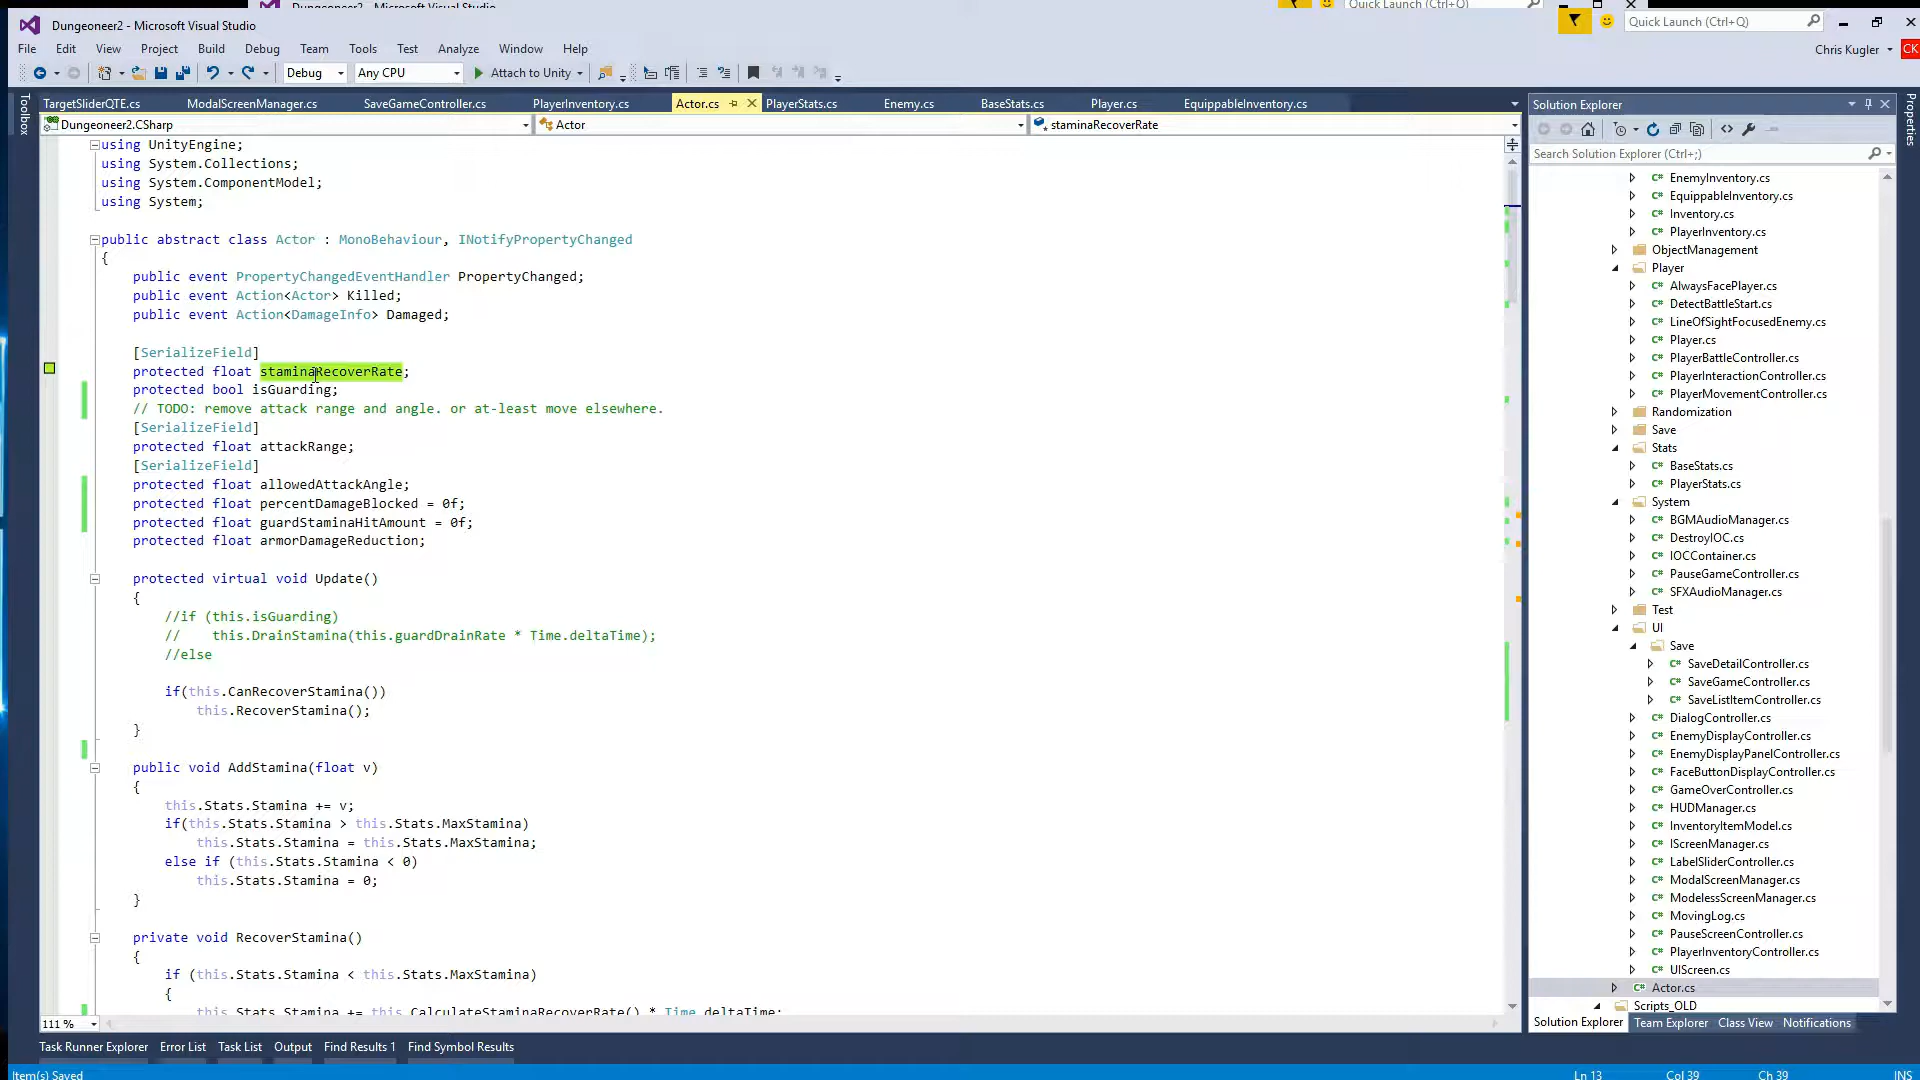 Dungeoneer2 - Microsoft Visual Studio
Quick Launch (Ctrl+Q)
Dungeoneer2 - Microsoft Visual Studio
Quick Launch (Ctrl+Q)
File Edit View Project Build Debug Team Tools Test Analyze Window Help
Chris Kugler CK
Debug Any CPU Attach to Unity
Toolbox
TargetSliderQTE.cs ModalScreenManager.cs SaveGameController.cs PlayerInventory.cs Actor.cs PlayerStats.cs Enemy.cs BaseStats.cs Player.cs EquippableInventory.cs
Dungeoneer2.CSharp Actor staminaRecoverRate
using UnityEngine;
using System.Collections;
using System.ComponentModel;
using System;
public abstract class Actor : MonoBehaviour, INotifyPropertyChanged
{
public event PropertyChangedEventHandler PropertyChanged;
public event Action<Actor> Killed;
public event Action<DamageInfo> Damaged;
[SerializeField]
protected float staminaRecoverRate;
protected bool isGuarding;
// TODO: remove attack range and angle. or at-least move elsewhere.
[SerializeField]
protected float attackRange;
[SerializeField]
protected float allowedAttackAngle;
protected float percentDamageBlocked = 0f;
protected float guardStaminaHitAmount = 0f;
protected float armorDamageReduction;
protected virtual void Update()
{
//if (this.isGuarding)
//    this.DrainStamina(this.guardDrainRate * Time.deltaTime);
//else
if(this.CanRecoverStamina())
this.RecoverStamina();
}
public void AddStamina(float v)
{
this.Stats.Stamina += v;
if(this.Stats.Stamina > this.Stats.MaxStamina)
this.Stats.Stamina = this.Stats.MaxStamina;
else if (this.Stats.Stamina < 0)
this.Stats.Stamina = 0;
}
private void RecoverStamina()
{
if (this.Stats.Stamina < this.Stats.MaxStamina)
{
this.Stats.Stamina += this.CalculateStaminaRecoverRate() * Time.deltaTime;
111 %
Solution Explorer
Search Solution Explorer (Ctrl+;)
EnemyInventory.cs
EquippableInventory.cs
Inventory.cs
PlayerInventory.cs
ObjectManagement
Player
AlwaysFacePlayer.cs
DetectBattleStart.cs
LineOfSightFocusedEnemy.cs
Player.cs
PlayerBattleController.cs
PlayerInteractionController.cs
PlayerMovementController.cs
Randomization
Save
Stats
BaseStats.cs
PlayerStats.cs
System
BGMAudioManager.cs
DestroyIOC.cs
IOCContainer.cs
PauseGameController.cs
SFXAudioManager.cs
Test
UI
Save
SaveDetailController.cs
SaveGameController.cs
SaveListItemController.cs
DialogController.cs
EnemyDisplayController.cs
EnemyDisplayPanelController.cs
FaceButtonDisplayController.cs
GameOverController.cs
HUDManager.cs
InventoryItemModel.cs
IScreenManager.cs
LabelSliderController.cs
ModalScreenManager.cs
ModelessScreenManager.cs
MovingLog.cs
PauseScreenController.cs
PlayerInventoryController.cs
UIScreen.cs
Actor.cs
Scripts_OLD
Solution Explorer Team Explorer Class View Notifications
Properties
Task Runner Explorer Error List Task List Output Find Results 1 Find Symbol Results
Item(s) Saved Ln 13 Col 39 Ch 39 INS